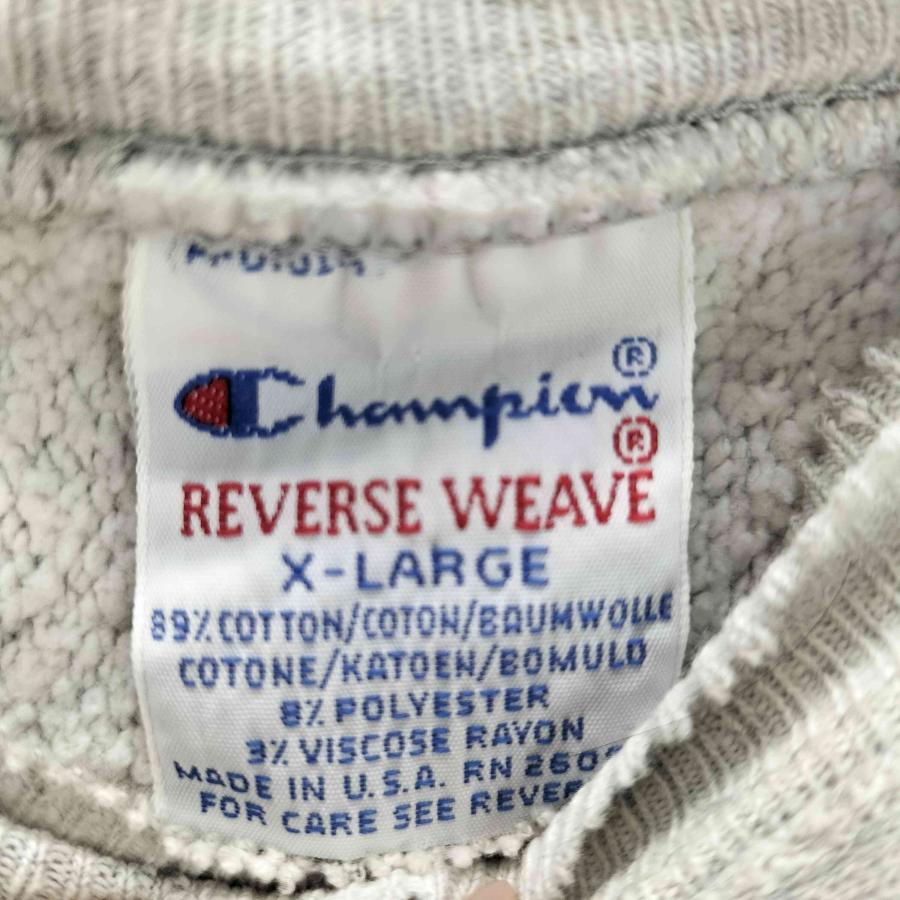 Champion®
®
REVERSE WEAVE
X-LARGE
89% COTTON/COTON/BAUMWOLLE
COTONE/KATOEN/BOMULD
8% POLYESTER
3% VISCOSE RAYON
MADE IN U.S.A. RN
FOR CARE SEE